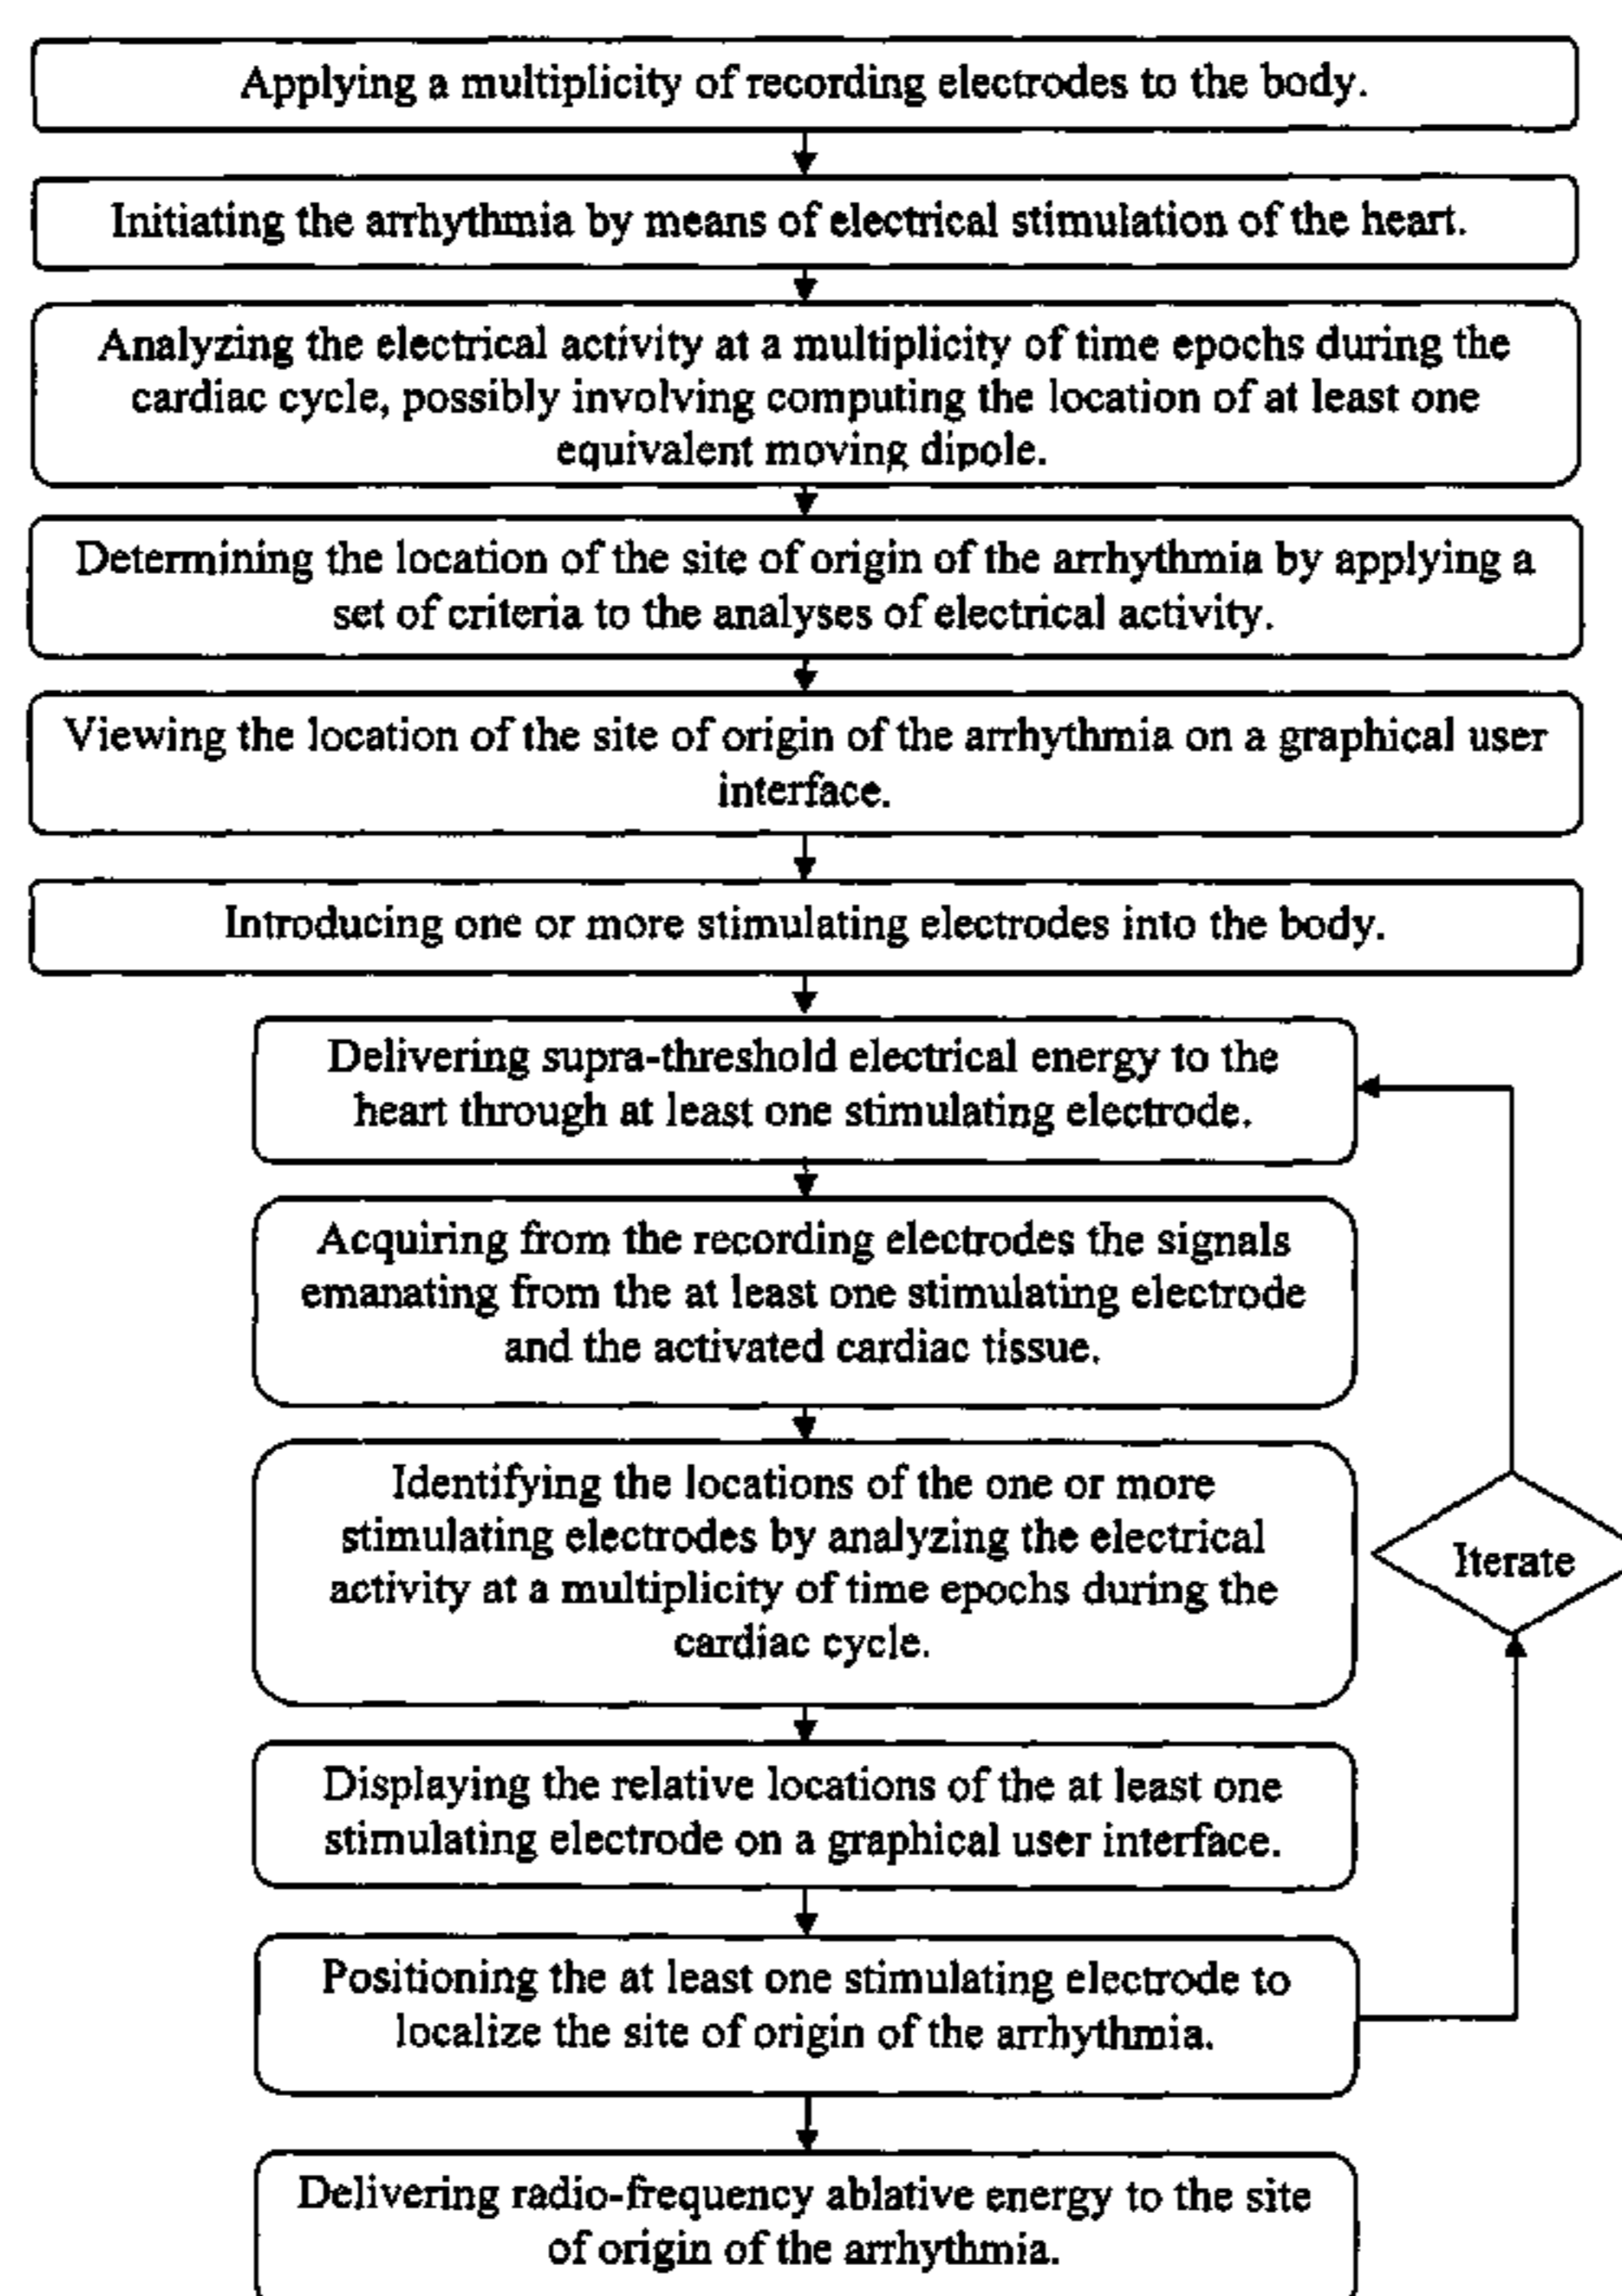 Applying a multiplicity of recording electrodes to the body.
Initiating the arrhythmia by means of electrical stimulation of the heart.
Analyzing the electrical activity at a multiplicity of time epochs during the
cardiac cycle, possibly involving computing the location of at least one
equivalent moving dipole.
Determining the location of the site of origin of the arrhythmia by applying a
set of criteria to the analyses of electrical activity.
Viewing the location of the site of origin of the arrhythmia on a graphical user
interface.
Introducing one or more stimulating electrodes into the body.
Delivering supra-threshold electrical energy to the
heart through at least one stimulating electrode.
Acquiring from the recording electrodes the signals
emanating from the at least one stimulating electrode
and the activated cardiac tissue.
Identifying the locations of the one or more
stimulating electrodes by analyzing the electrical
activity at a multiplicity of time epochs during the
cardiac cycle.
Iterate
Displaying the relative locations of the at least one
stimulating electrode on a graphical user interface.
Positioning the at least one stimulating electrode to
localize the site of origin of the arrhythmia.
Delivering radio-frequency ablative energy to the site
of origin of the arrhythmia.